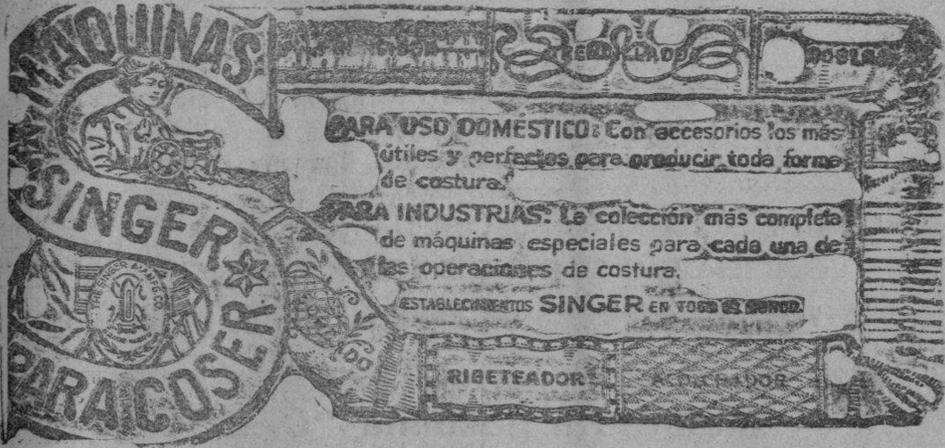 MAQUINAS
SINGER
PARA COSER
PARA USO DOMÉSTICO: Con accesorios los más
útiles y perfectos para producir toda forma
de costura.
PARA INDUSTRIAS: La colección más completa
de máquinas especiales para cada una de
las operaciones de costura.
ESTABLECIMIENTOS SINGER EN TODO EL MUNDO.
RIBETEADOR